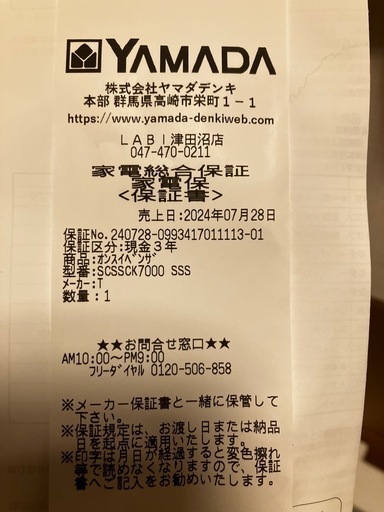 YAMADA
株式会社ヤマダデンキ
本部 群馬県高崎市栄町１－１
https://www.yamada-denkiweb.com
ＬＡＢＩ津田沼店
047-470-0211
家電総合保証
家電保
<保証書>
売上日:2024年07月28日
保証No.240728-0993417011113-01
保証区分:現金３年
商品:ｵﾝｽｲﾍﾞﾝｻﾞ
型番:SCSSCK7000 SSS
メーカー:T
数量:1
★★お問合せ窓口★★
AM10:00～PM9:00
フリーダイヤル 0120-506-858
※メーカー保証書と一緒に保管して
下さい。
※保証規定は、お渡し日または納品
日を起点に適用いたします。
※印字は月日が経過すると変色擦れ
等で読めなくなりますので、保証
書へご記入をお勧めいたします。